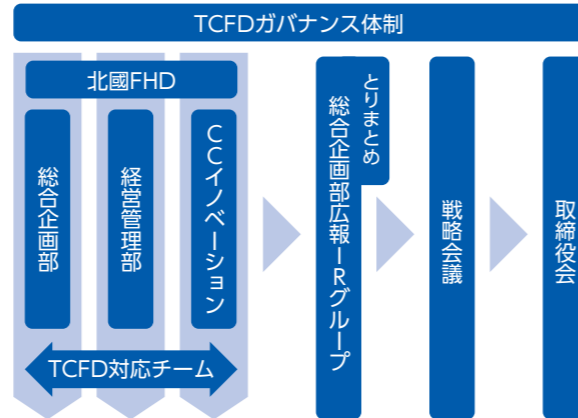 TCFDガバナンス体制
北國FHD
総合企画部
経営管理部
CCイノベーション
TCFD対応チーム
とりまとめ
総合企画部広報ーIRグループ
戦略会議
取締役会